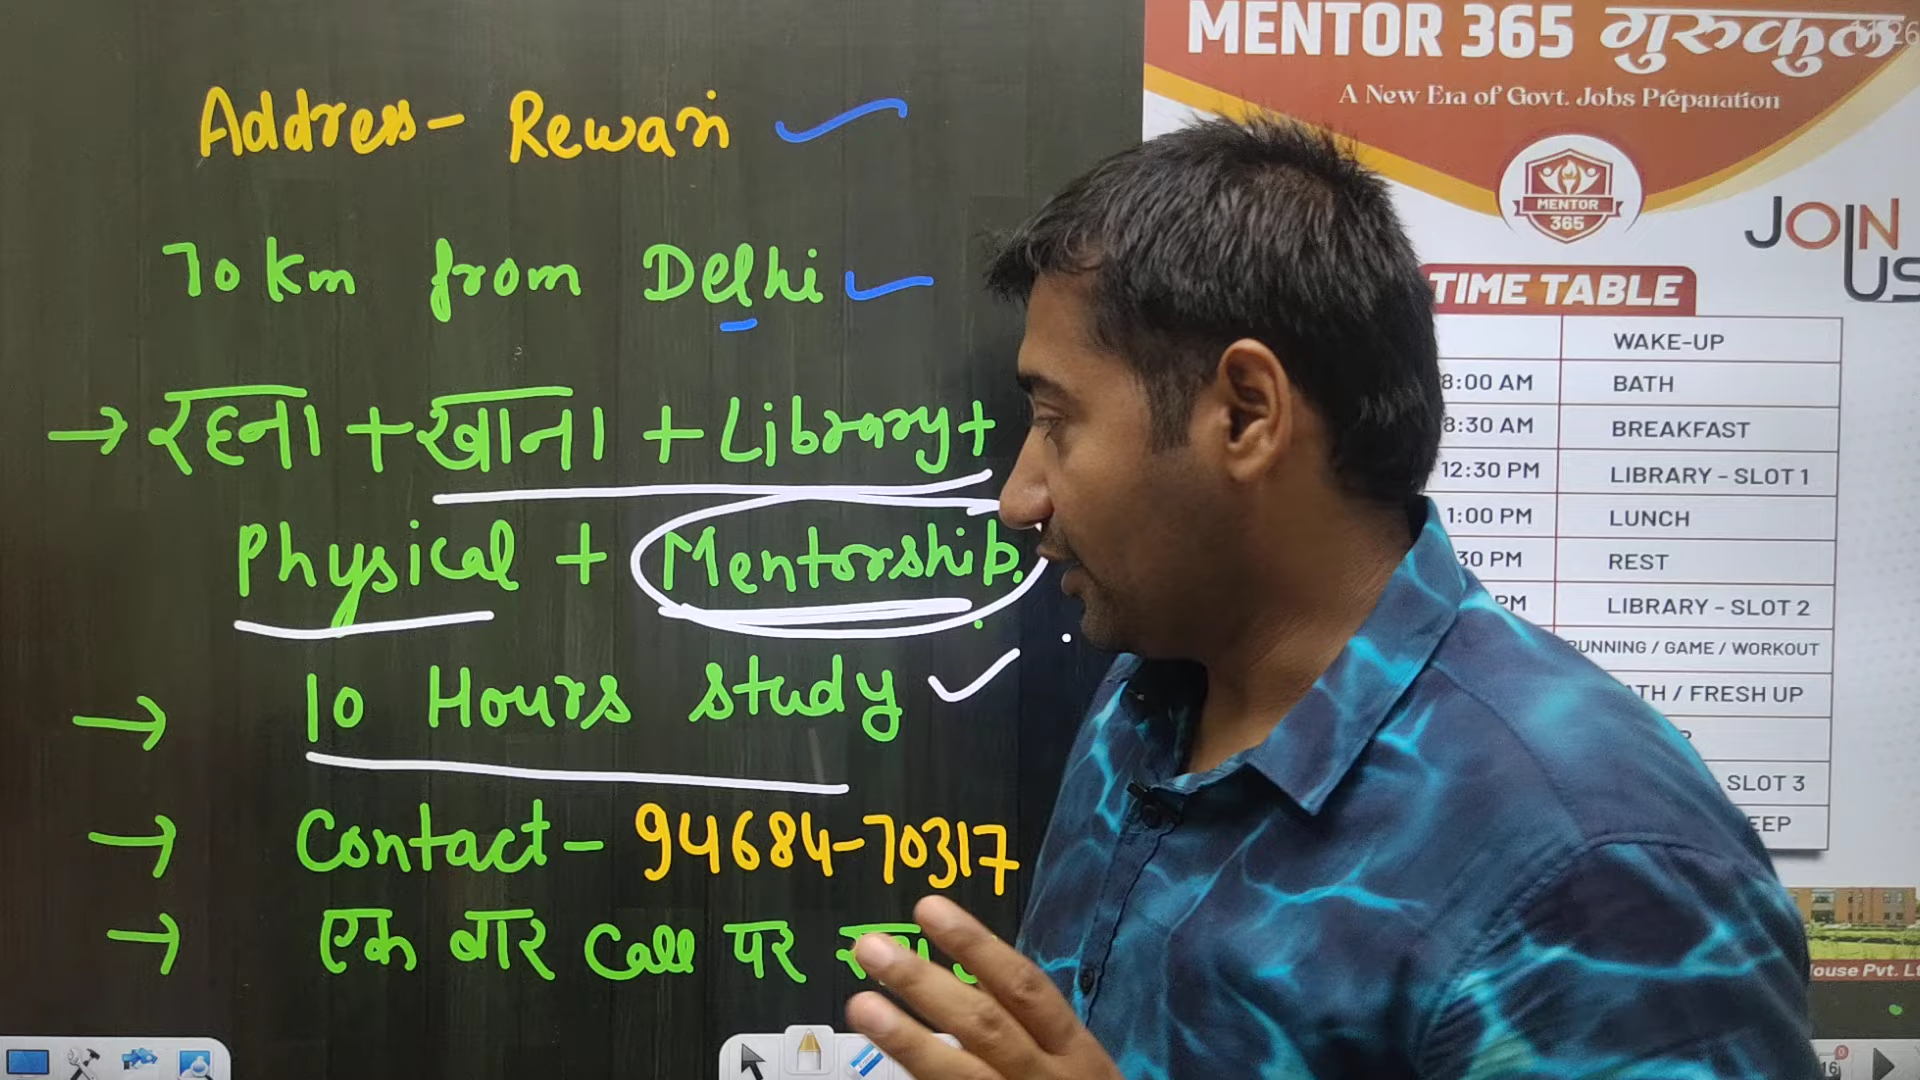 Address- Rewari
70 Km from Delhi
→ रहना + खाना + Library +
Physical + Mentorship.
→ 10 Hours study
→ Contact - 94684-70317
→ एक बार Call पर
MENTOR 365 गुरुकुल
A New Era of Govt. Jobs Preparation
MENTOR
365
JOIN
US
TIME TABLE
WAKE-UP
8:00 AM BATH
8:30 AM BREAKFAST
12:30 PM LIBRARY - SLOT 1
1:00 PM LUNCH
30 PM REST
PM LIBRARY - SLOT 2
RUNNING / GAME / WORKOUT
ATH / FRESH UP
SLOT 3
EEP
ouse Pvt. Lt
16